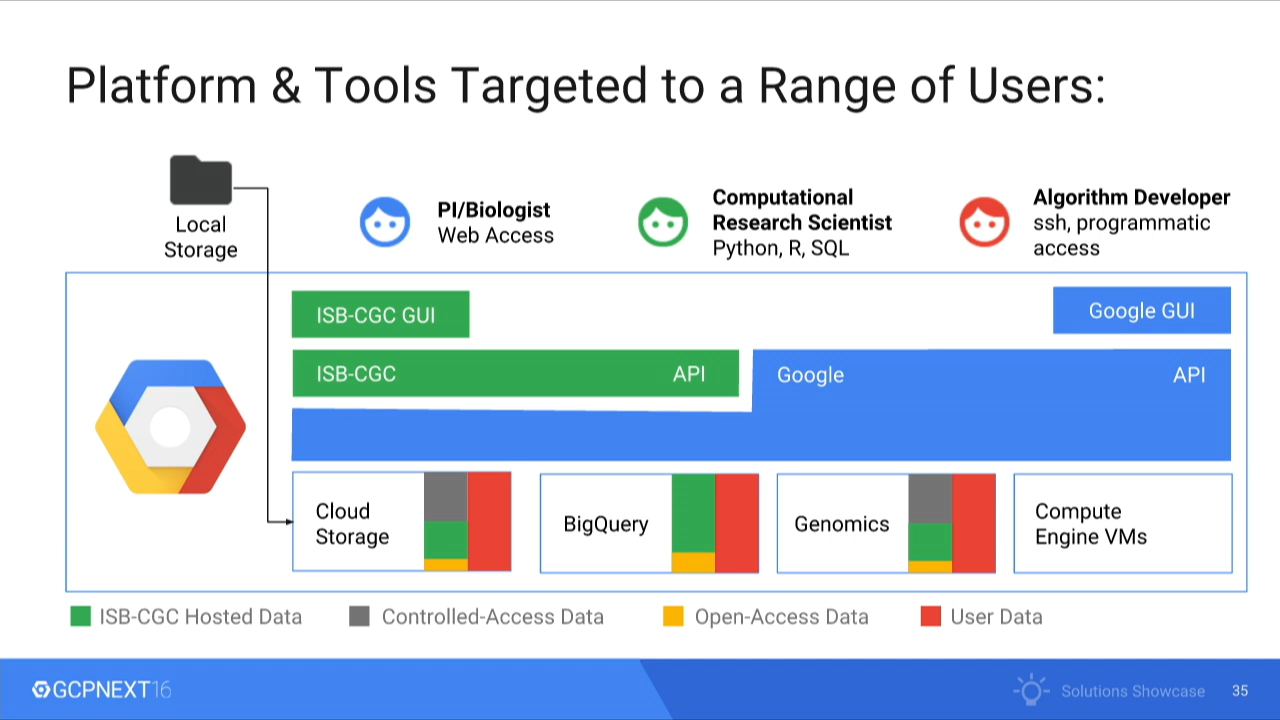 Platform & Tools Targeted to a Range of Users:
Local
Storage
PI/Biologist
Web Access
Computational
Research Scientist
Python, R, SQL
Algorithm Developer
ssh, programmatic
access
ISB-CGC GUI
Google GUI
ISB-CGC API
Google API
Cloud
Storage
BigQuery
Genomics
Compute
Engine VMs
ISB-CGC Hosted Data
Controlled-Access Data
Open-Access Data
User Data
GCPNEXT16
Solutions Showcase
35